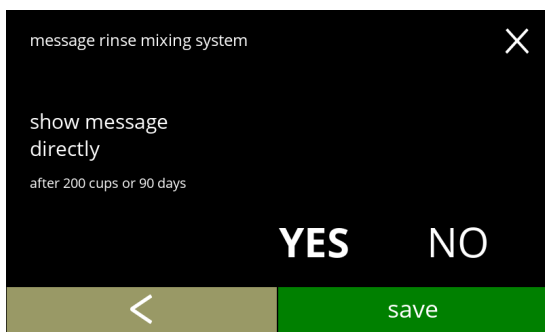 message rinse mixing system
show message
directly
after 200 cups or 90 days
YES NO
save